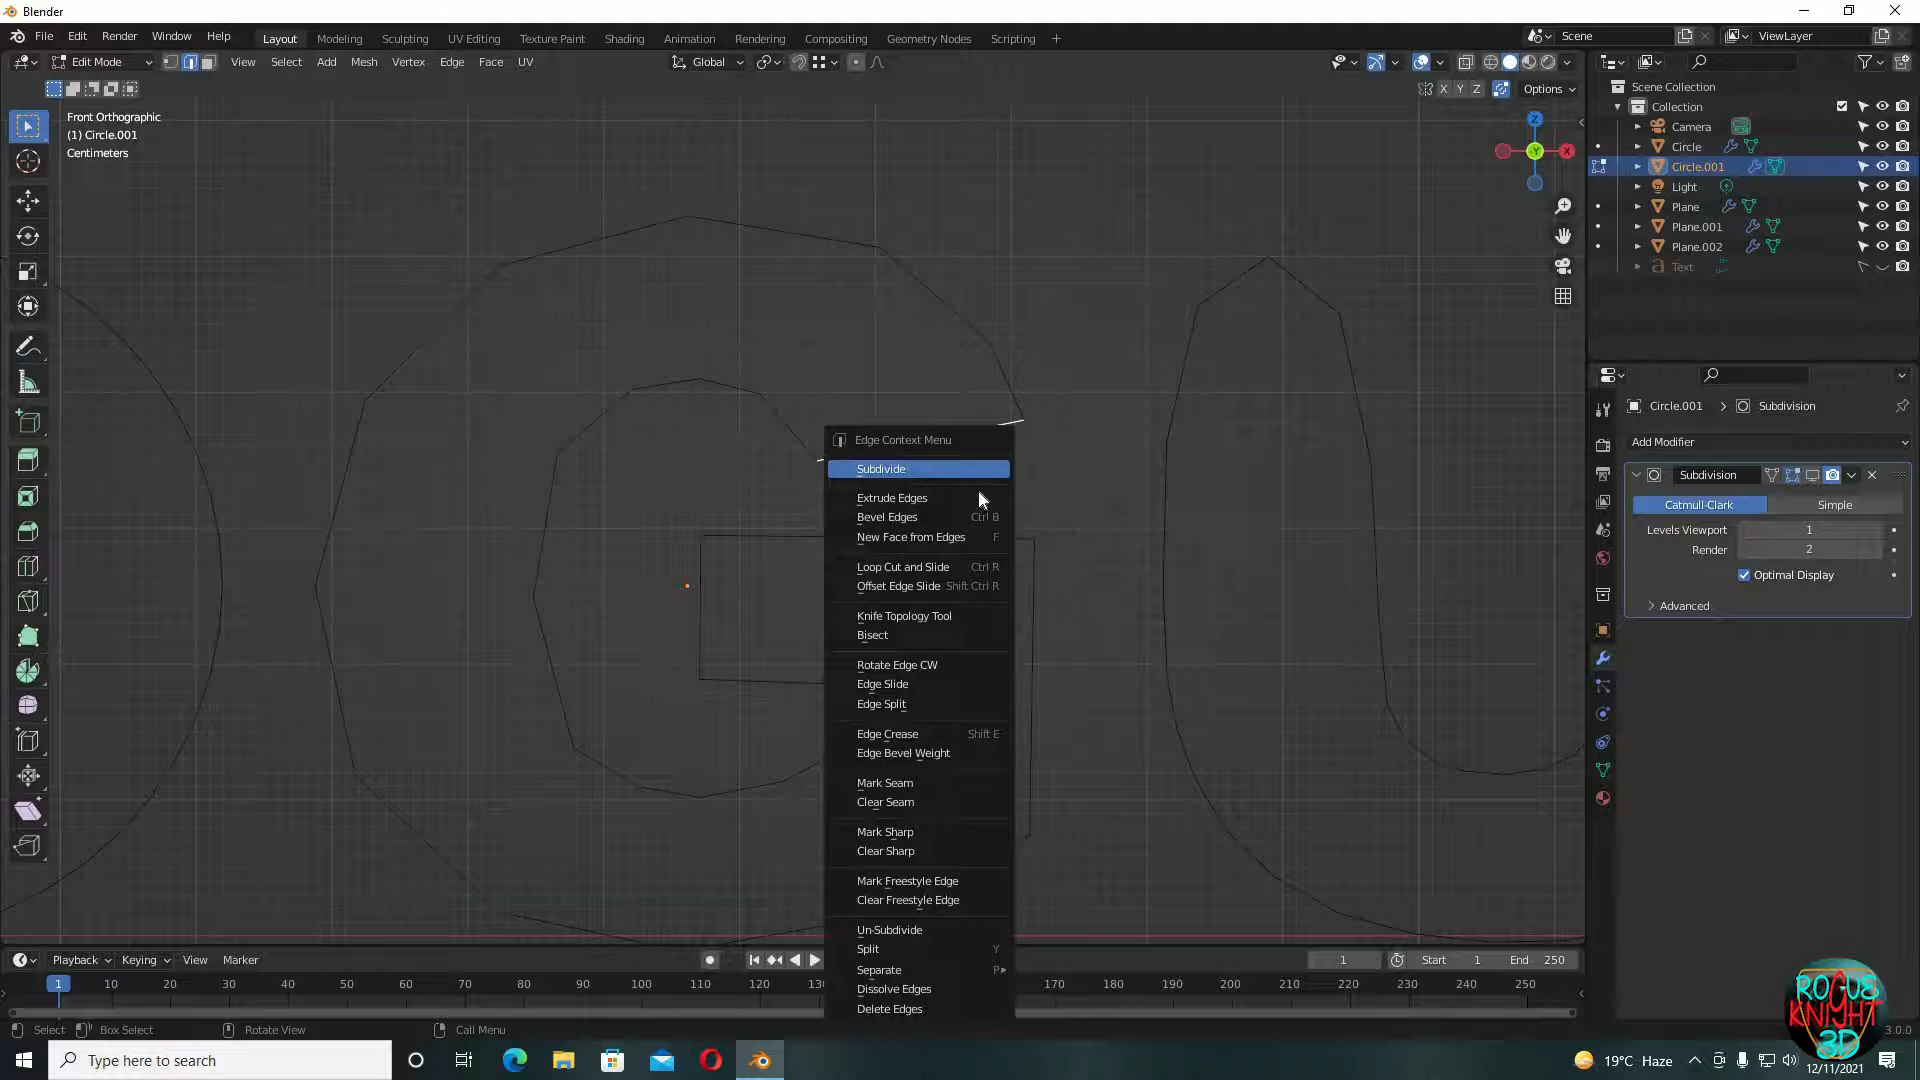 Blender
File Edit Render Window Help
Layout Modeling Sculpting UV Editing Texture Paint Shading Animation Rendering Compositing Geometry Nodes Scripting +
Scene
ViewLayer
Edit Mode
View Select Add Mesh Vertex Edge Face UV
Global
X Y Z
Options
Front Orthographic
(1) Circle.001
Centimeters
Z
-Y
X
Scene Collection
Collection
Camera
Circle
Circle.001
Light
Plane
Plane.001
Plane.002
Text
Circle.001 Subdivision
Add Modifier
Subdivision
Catmull-Clark Simple
Levels Viewport 1
Render 2
Optimal Display
Advanced
Edge Context Menu
Subdivide
Extrude Edges
Bevel Edges Ctrl B
New Face from Edges F
Loop Cut and Slide Ctrl R
Offset Edge Slide Shift Ctrl R
Knife Topology Tool
Bisect
Rotate Edge CW
Edge Slide
Edge Split
Edge Crease Shift E
Edge Bevel Weight
Mark Seam
Clear Seam
Mark Sharp
Clear Sharp
Mark Freestyle Edge
Clear Freestyle Edge
Un-Subdivide
Split Y
Separate P
Dissolve Edges
Delete Edges
Playback Keying View Marker
1 Start 1 End 250
1 10 20 30 40 50 60 70 80 90 100 110 120 170 180 190 200 210 220 230 240 250
Select Box Select Rotate View Call Menu
3.0.0
ROGUE
KNIGHT
3D
Type here to search
19°C Haze
12/11/2021